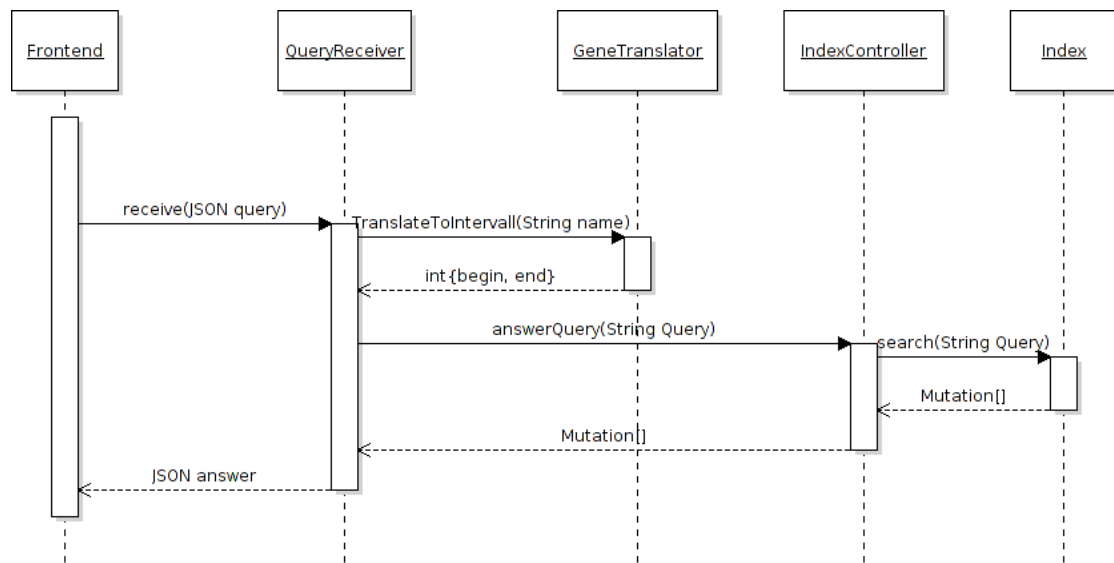 Frontend
QueryReceiver
GeneTranslator
IndexController
Index
receive(JSON query)
TranslateToIntervall(String name)
int{begin, end}
answerQuery(String Query)
search(String Query)
Mutation[]
Mutation[]
JSON answer